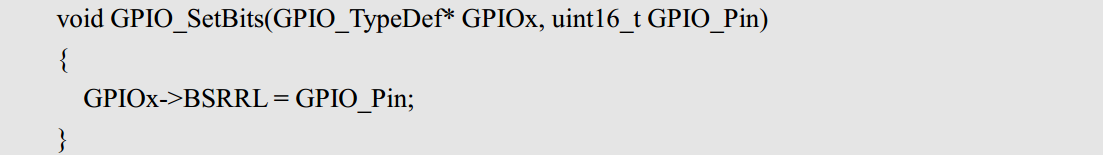 void GPIO_SetBits(GPIO_TypeDef* GPIOx, uint16_t GPIO_Pin)
{
GPIOx->BSRRL = GPIO_Pin;
}